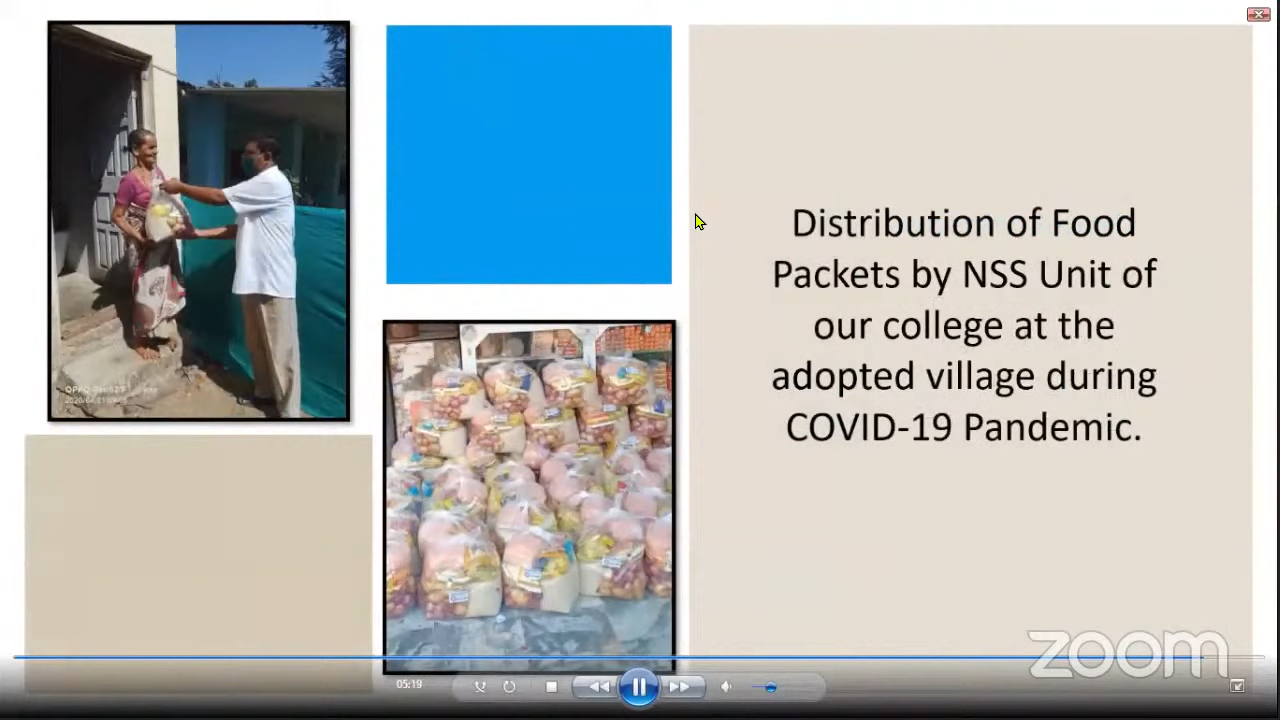 Distribution of Food
Packets by NSS Unit of
our college at the
adopted village during
COVID-19 Pandemic.
zoom
05:19